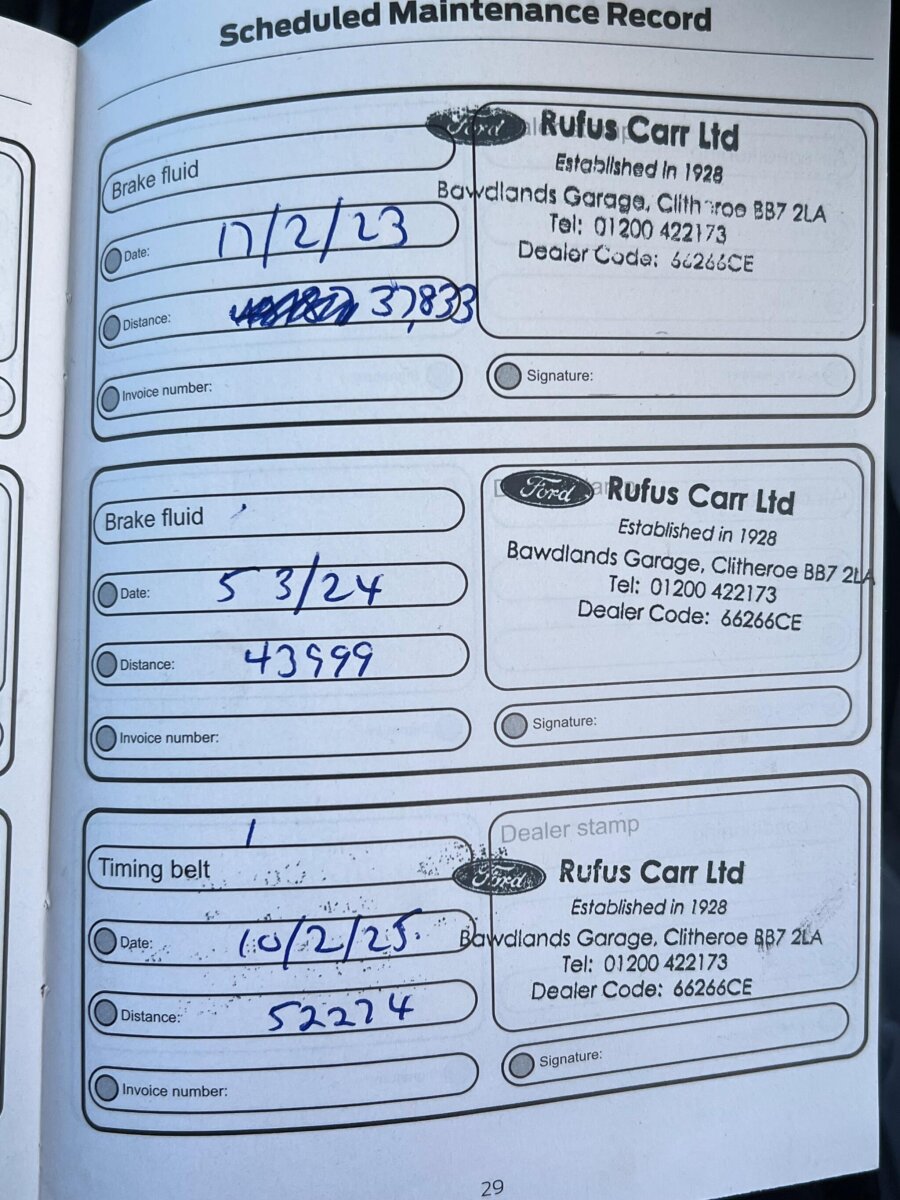 Scheduled Maintenance Record
Brake fluid
Date: 17/2/23
Distance: 37,833
Invoice number:
Ford Rufus Carr Ltd
Established in 1928
Bawdlands Garage, Clitheroe BB7 2LA
Tel: 01200 422173
Dealer Code: 66266CE
Signature:
Brake fluid
Date: 5 3/24
Distance: 43999
Invoice number:
Ford Rufus Carr Ltd
Established in 1928
Bawdlands Garage, Clitheroe BB7 2LA
Tel: 01200 422173
Dealer Code: 66266CE
Signature:
Timing belt
Date: 10/2/25.
Distance: 52274
Invoice number:
Dealer stamp
Ford Rufus Carr Ltd
Established in 1928
Bawdlands Garage, Clitheroe BB7 2LA
Tel: 01200 422173
Dealer Code: 66266CE
Signature:
29